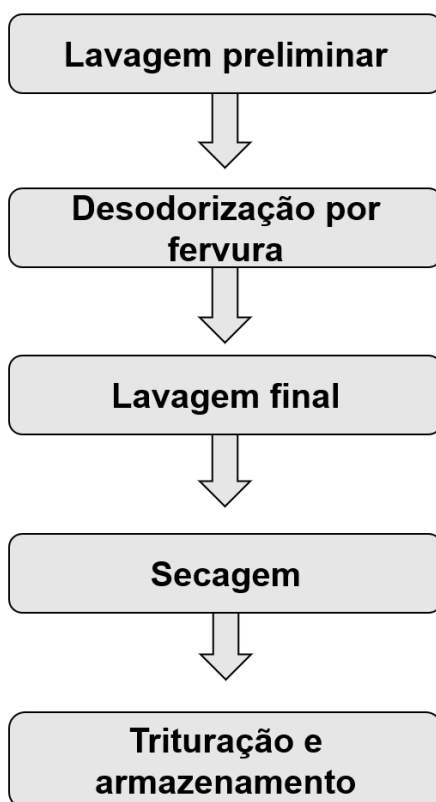 Lavagem preliminar
Desodorização por
fervura
Lavagem final
Secagem
Trituração e
armazenamento